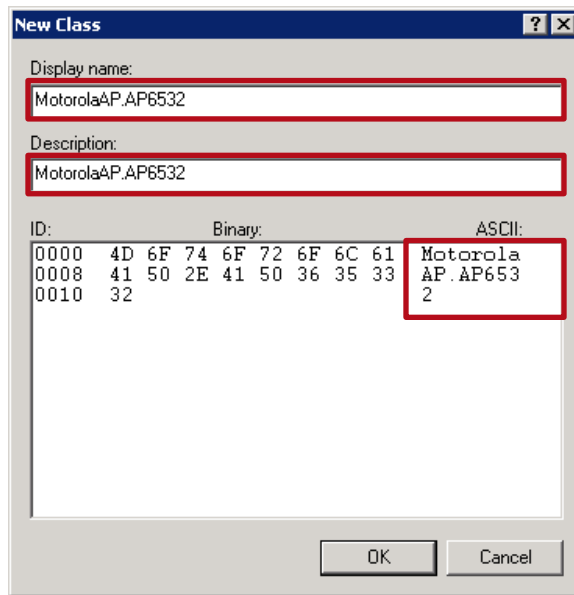 New Class
Display name:
MotorolaAP.AP6532
Description:
MotorolaAP.AP6532
ID: Binary: ASCII:
0000 4D 6F 74 6F 72 6F 6C 61 Motorola
0008 41 50 2E 41 50 36 35 33 AP.AP653
0010 32 2
OK Cancel